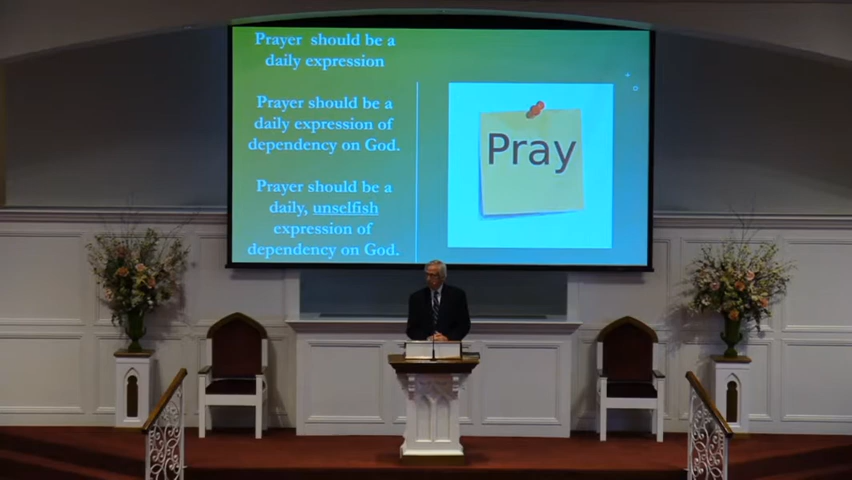 Prayer should be a
daily expression
Prayer should be a
daily expression of
dependency on God.
Prayer should be a
daily, unselfish
expression of
dependency on God.
Pray